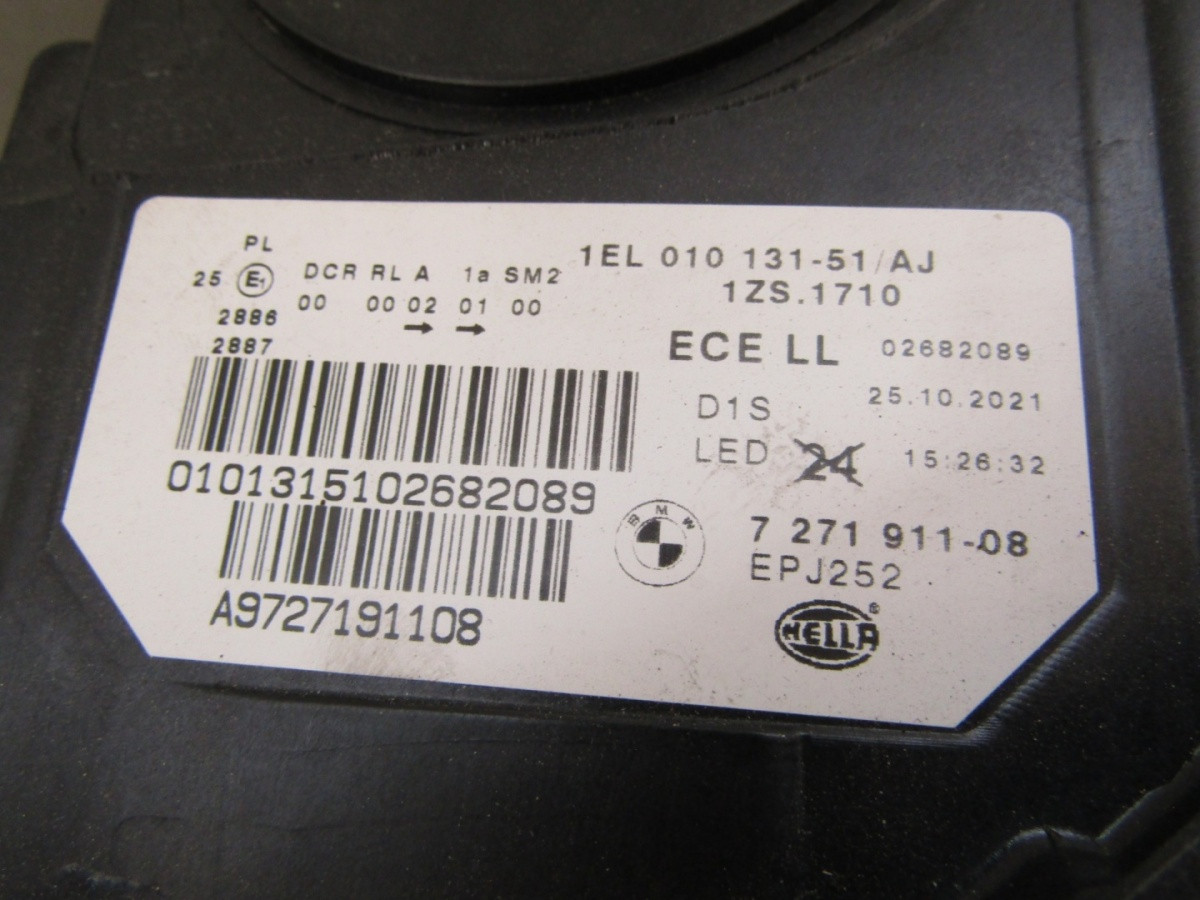 PL
25 E1 DCR RL A 1a SM2
00 00 02 01 00
2886
2887
1EL 010 131-51/AJ
1ZS.1710
ECE LL 02682089
D1S 25.10.2021
LED 24 15:26:32
0101315102682089
BMW
7 271 911-08
EPJ252
A9727191108
HELLA®